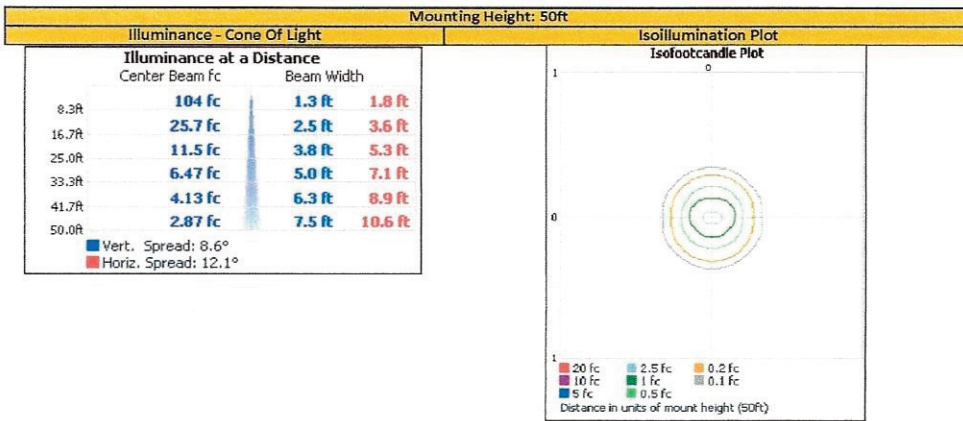 Mounting Height: 50ft
Illuminance - Cone Of Light
Isoillumination Plot
Illuminance at a Distance
Center Beam fc Beam Width
8.3ft 104 fc 1.3 ft 1.8 ft
16.7ft 25.7 fc 2.5 ft 3.6 ft
25.0ft 11.5 fc 3.8 ft 5.3 ft
33.3ft 6.47 fc 5.0 ft 7.1 ft
41.7ft 4.13 fc 6.3 ft 8.9 ft
50.0ft 2.87 fc 7.5 ft 10.6 ft
Vert. Spread: 8.6°
Horiz. Spread: 12.1°
Isofootcandle Plot
0
1
0
1
20 fc 2.5 fc 0.2 fc
10 fc 1 fc 0.1 fc
5 fc 0.5 fc
Distance in units of mount height (50ft)